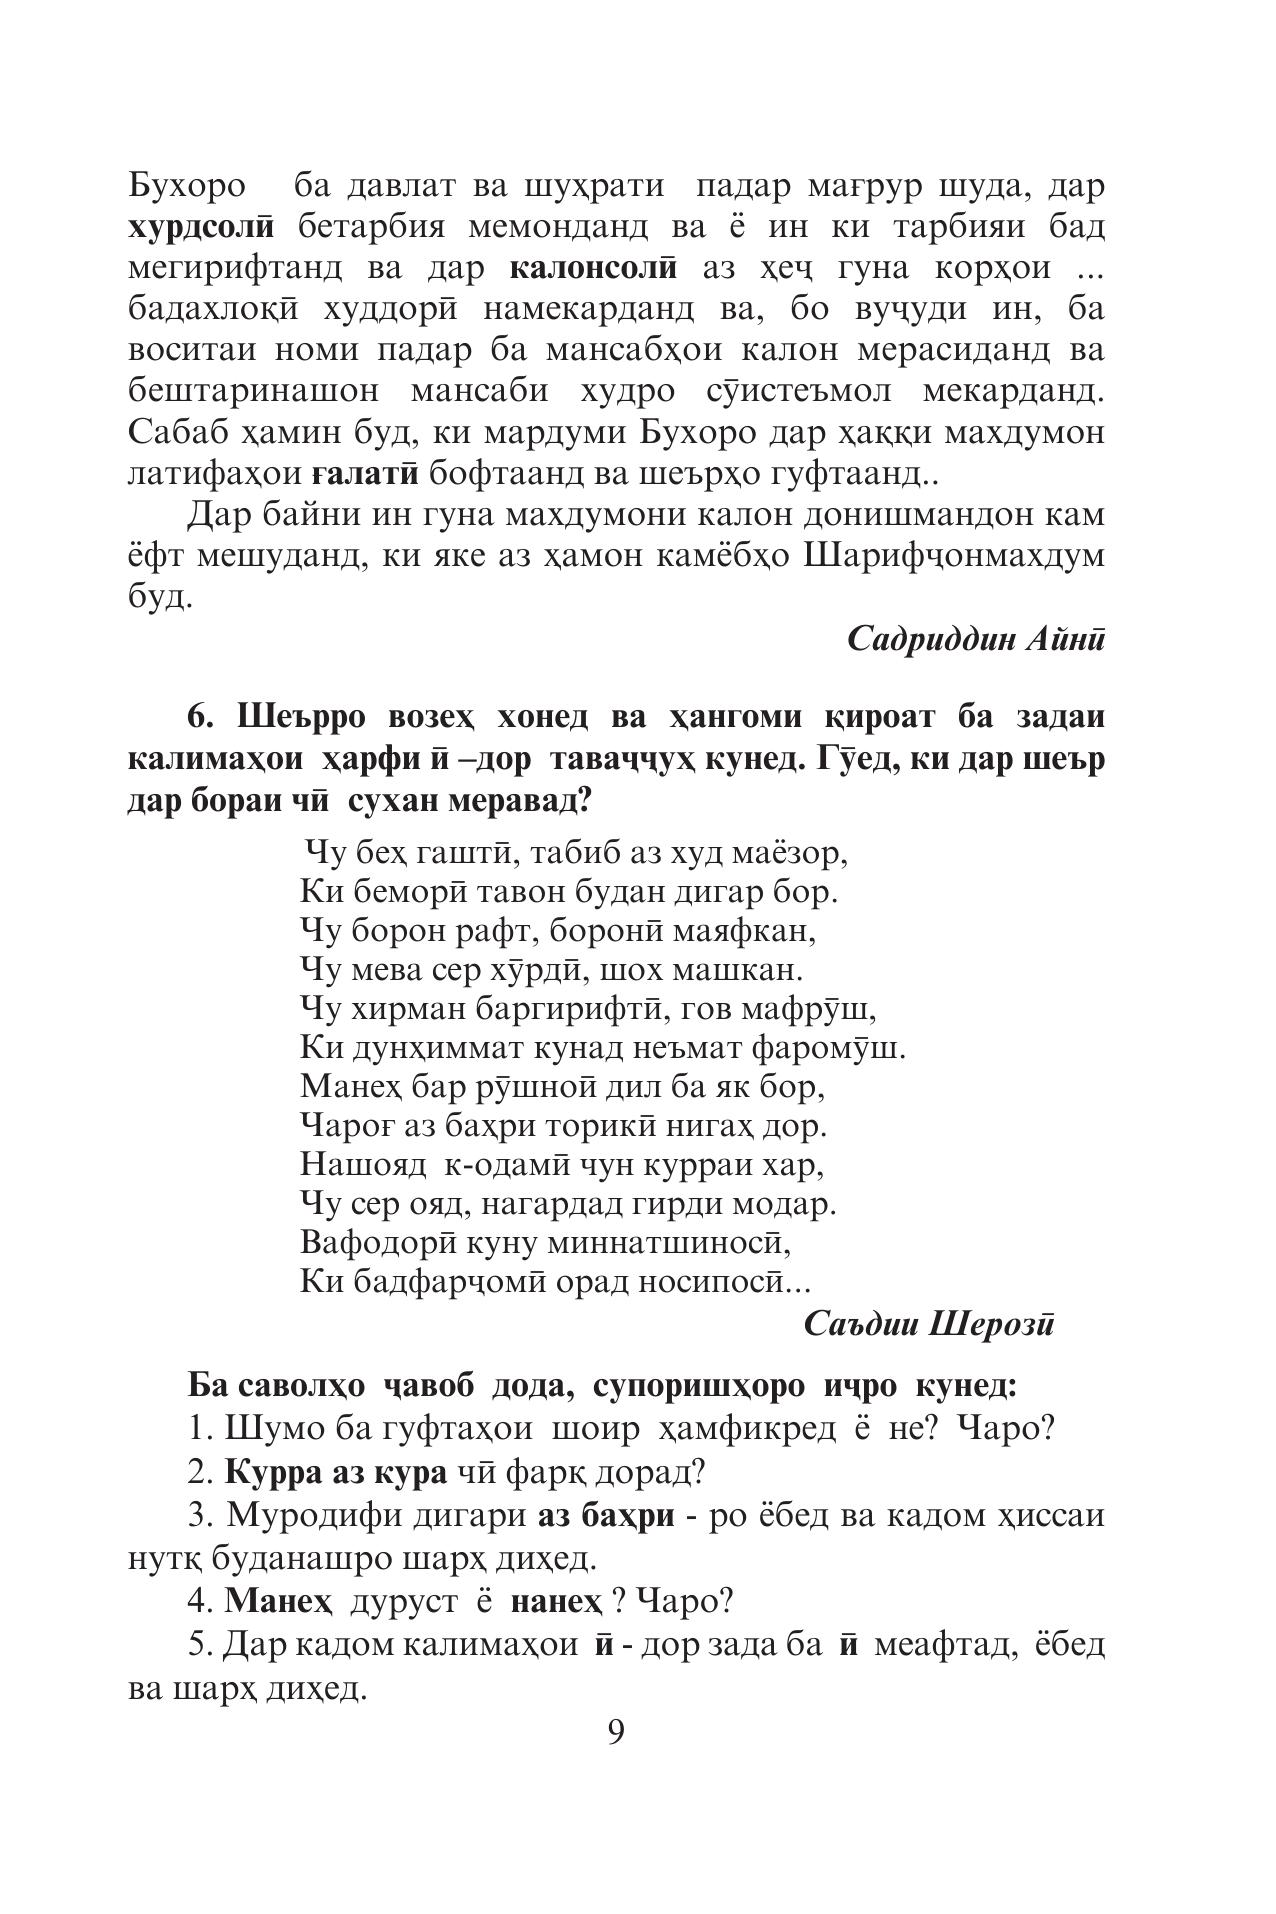 Бухоро ба давлат ва шуҳрати падар мағрур шуда, дар
хурдсолӣ бетарбия мемонданд ва ё ин ки тарбияи бад
мегирифтанд ва дар калонсолӣ аз ҳеҷ гуна корҳои ...
бадахлоқӣ худдорӣ намекарданд ва, бо вуҷуди ин, ба
воситаи номи падар ба мансабҳои калон мерасиданд ва
бештаринашон мансаби худро сӯистеъмол мекарданд.
Сабаб ҳамин буд, ки мардуми Бухоро дар ҳаққи махдумон
латифаҳои ғалатӣ бофтаанд ва шеърҳо гуфтаанд..
Дар байни ин гуна махдумони калон донишмандон кам
ёфт мешуданд, ки яке аз ҳамон камёбҳо Шарифҷонмахдум
буд.
Садриддин Айнӣ
6. Шеърро возеҳ хонед ва ҳангоми қироат ба задаи
калимаҳои ҳарфи ӣ –дор таваҷҷуҳ кунед. Гӯед, ки дар шеър
дар бораи чӣ сухан меравад?
Чу беҳ гаштӣ, табиб аз худ маёзор,
Ки беморӣ тавон будан дигар бор.
Чу борон рафт, боронӣ маяфкан,
Чу мева сер хӯрдӣ, шох машкан.
Чу хирман баргирифтӣ, гов мафрӯш,
Ки дунҳиммат кунад неъмат фаромӯш.
Манеҳ бар рӯшноӣ дил ба як бор,
Чароғ аз баҳри торикӣ нигаҳ дор.
Нашояд к-одамӣ чун курраи хар,
Чу сер ояд, нагардад гирди модар.
Вафодорӣ куну миннатшиносӣ,
Ки бадфарҷомӣ орад носипосӣ...
Саъдии Шерозӣ
Ба саволҳо ҷавоб дода, супоришҳоро иҷро кунед:
1. Шумо ба гуфтаҳои шоир ҳамфикред ё не? Чаро?
2. Курра аз кура чӣ фарқ дорад?
3. Муродифи дигари аз баҳри - ро ёбед ва кадом ҳиссаи
нутқ буданашро шарҳ диҳед.
4. Манеҳ дуруст ё нанеҳ ? Чаро?
5. Дар кадом калимаҳои ӣ - дор зада ба ӣ меафтад, ёбед
ва шарҳ диҳед.
9